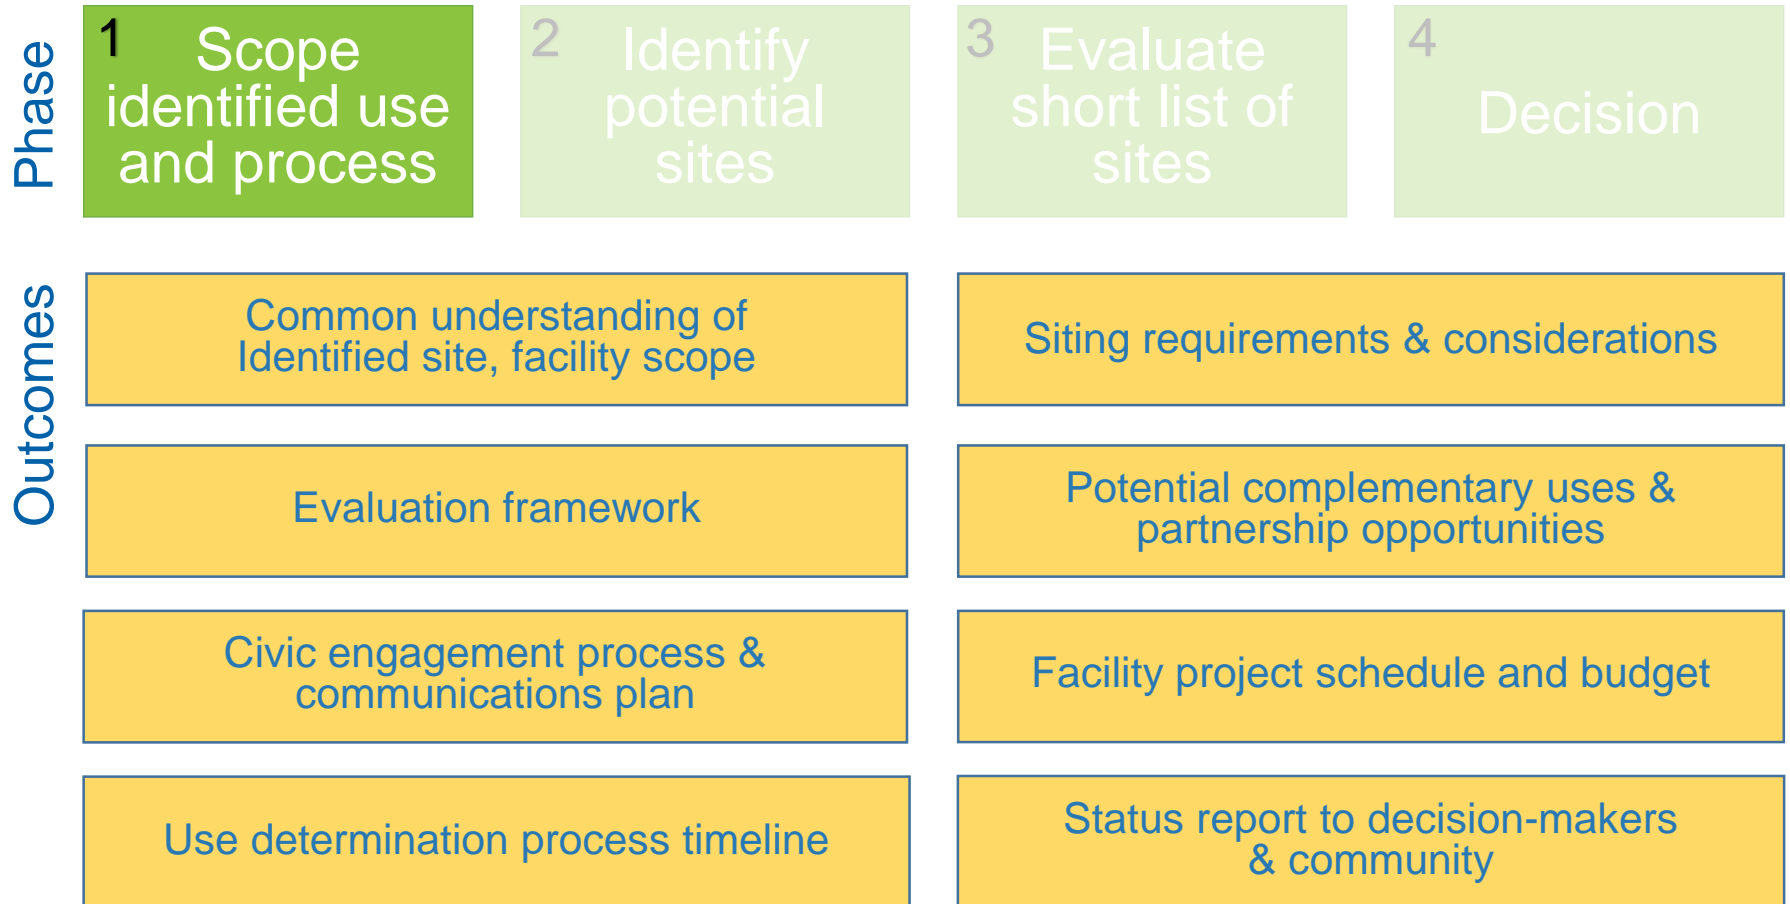 Phase
1
Scope
identified use
and process
2
Identify
potential
sites
3
Evaluate
short list of
sites
4
Decision
Outcomes
Common understanding of
Identified site, facility scope
Siting requirements & considerations
Evaluation framework
Potential complementary uses &
partnership opportunities
Civic engagement process &
communications plan
Facility project schedule and budget
Use determination process timeline
Status report to decision-makers
& community